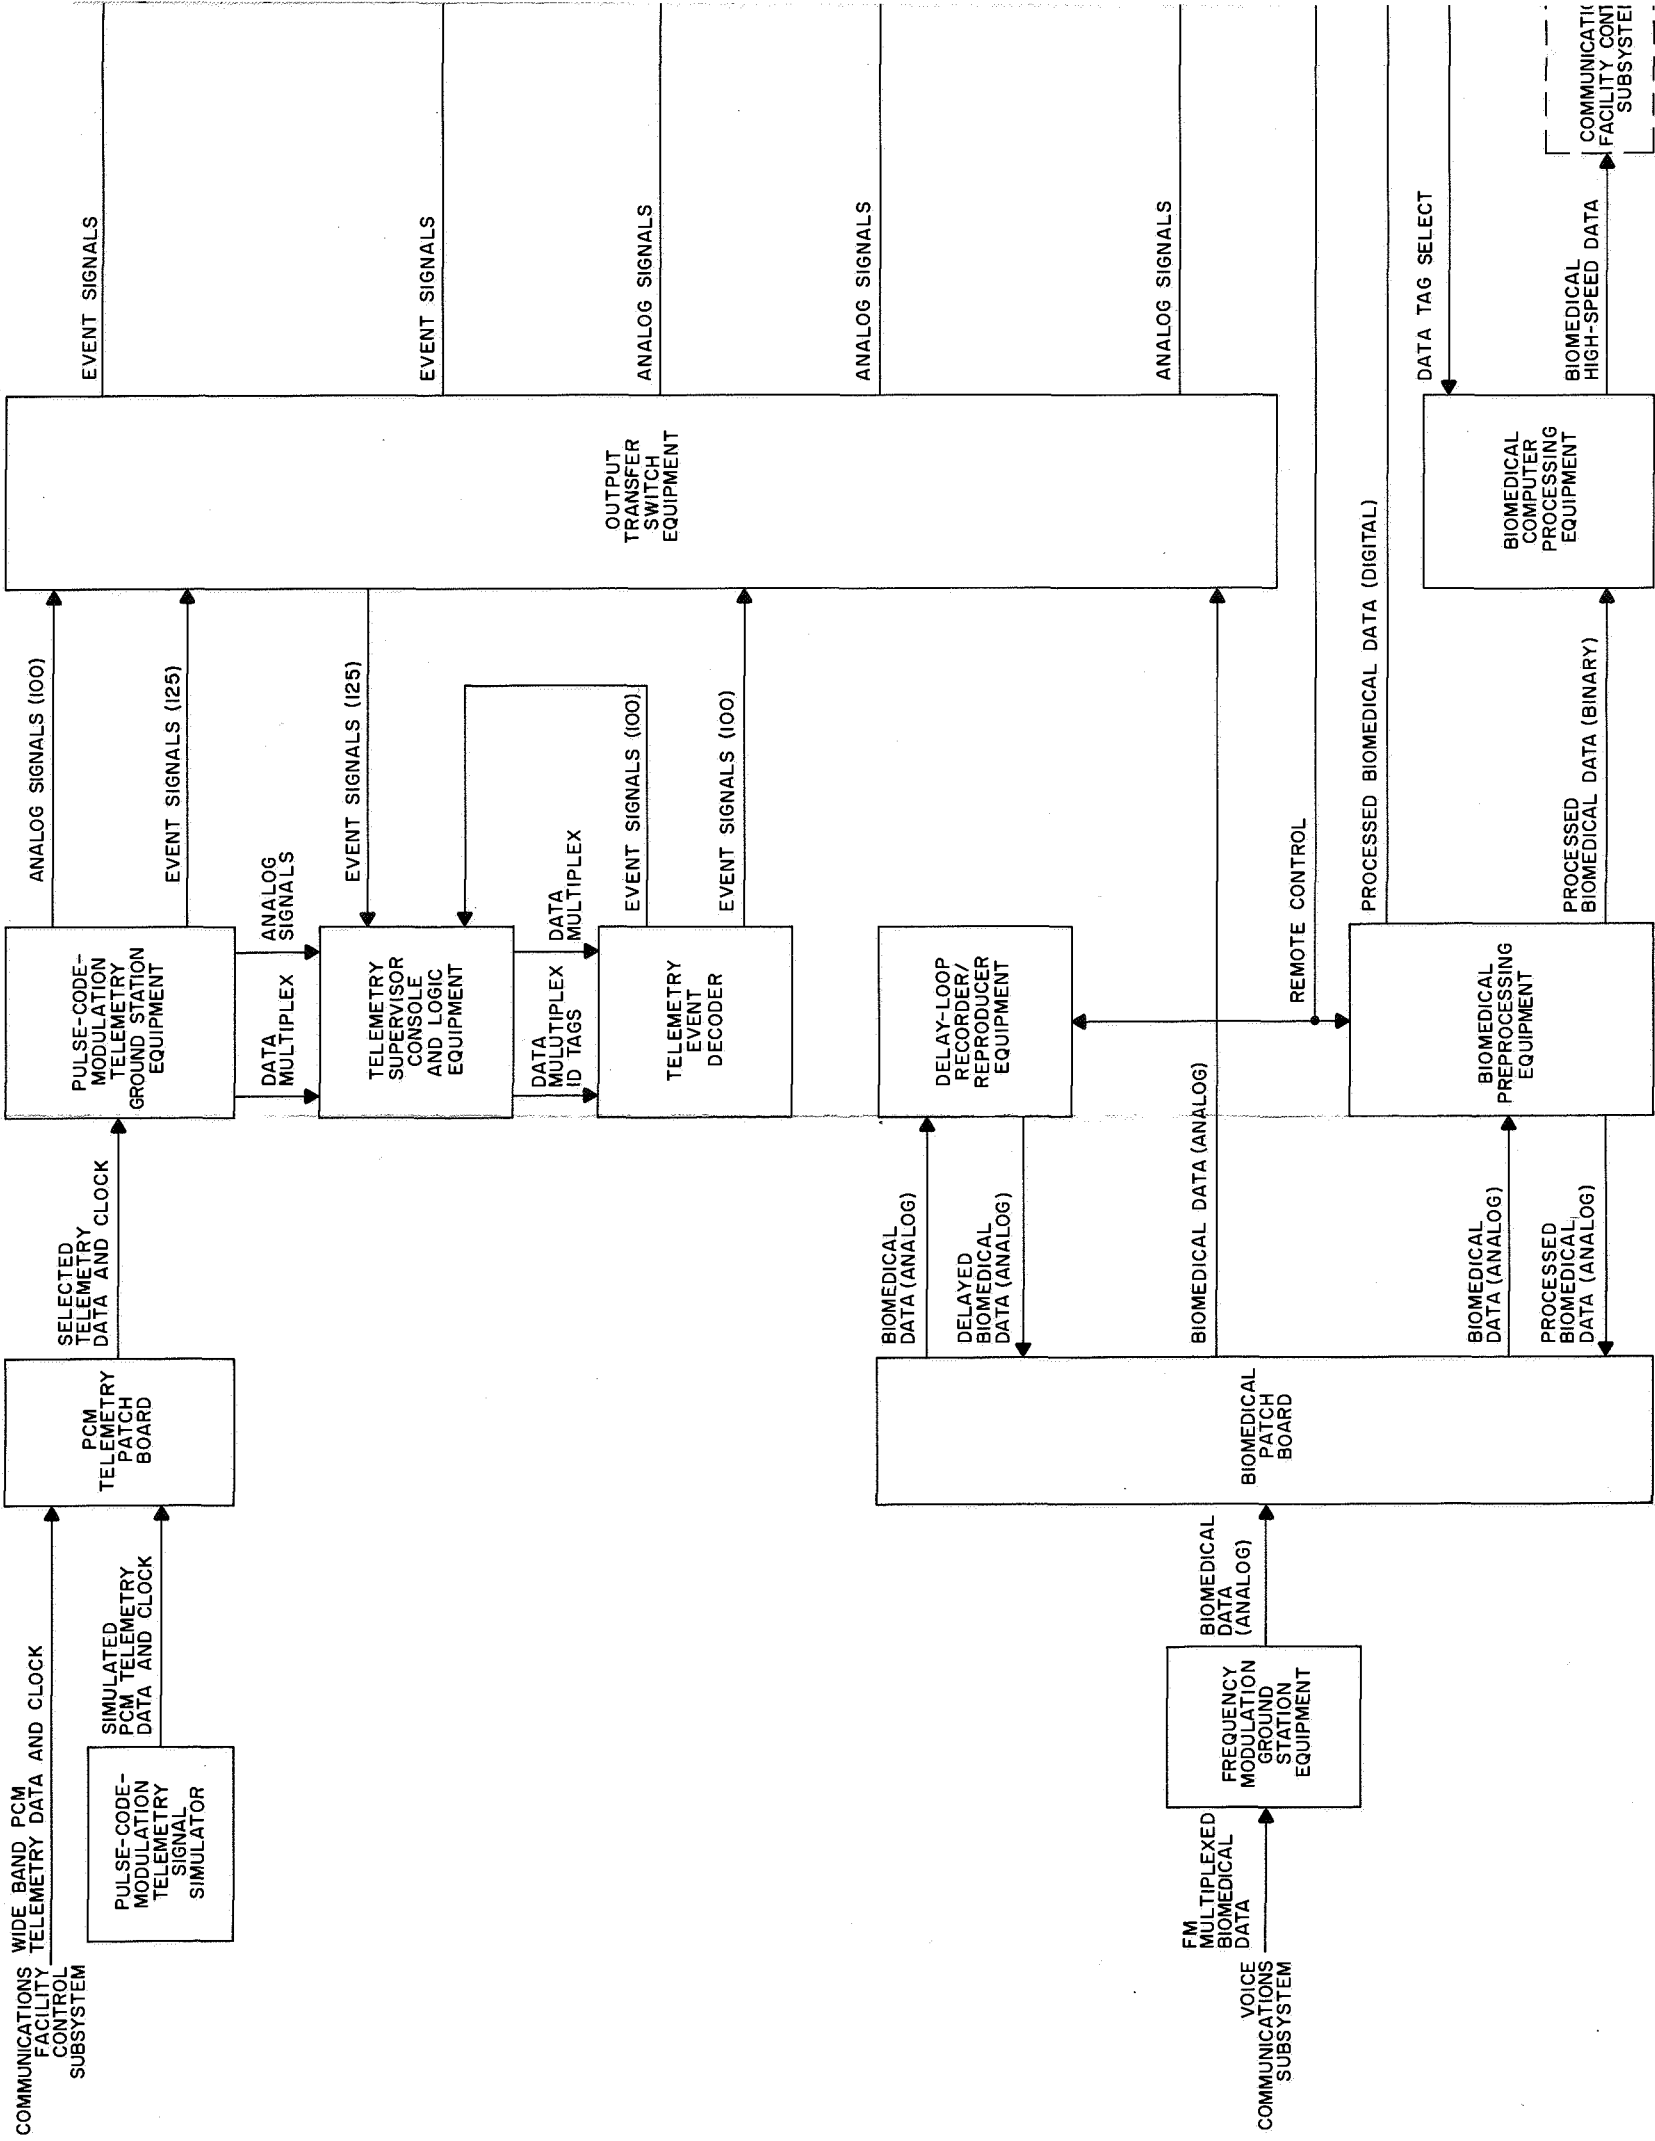 COMMUNICATIONS
FACILITY
CONTROL
SUBSYSTEM
WIDE BAND PCM
TELEMETRY DATA AND CLOCK
PULSE-CODE-
MODULATION
TELEMETRY
SIGNAL
SIMULATOR
SIMULATED
PCM TELEMETRY
DATA AND CLOCK
PCM
TELEMETRY
PATCH
BOARD
SELECTED
TELEMETRY
DATA AND CLOCK
PULSE-CODE-
MODULATION
TELEMETRY
GROUND STATION
EQUIPMENT
ANALOG SIGNALS (100)
EVENT SIGNALS (125)
DATA
MULTIPLEX
ANALOG
SIGNALS
TELEMETRY
SUPERVISOR
CONSOLE
AND LOGIC
EQUIPMENT
EVENT SIGNALS (125)
DATA
MULUTIPLEX
ID TAGS
DATA
MULTIPLEX
TELEMETRY
EVENT
DECODER
EVENT SIGNALS (100)
EVENT SIGNALS (100)
OUTPUT
TRANSFER
SWITCH
EQUIPMENT
EVENT SIGNALS
EVENT SIGNALS
ANALOG SIGNALS
ANALOG SIGNALS
ANALOG SIGNALS
VOICE
COMMUNICATIONS
SUBSYSTEM
FM
MULTIPLEXED
BIOMEDICAL
DATA
FREQUENCY
MODULATION
GROUND
STATION
EQUIPMENT
BIOMEDICAL
DATA
(ANALOG)
BIOMEDICAL
PATCH
BOARD
BIOMEDICAL
DATA (ANALOG)
DELAYED
BIOMEDICAL
DATA (ANALOG)
BIOMEDICAL DATA (ANALOG)
BIOMEDICAL
DATA (ANALOG)
PROCESSED
BIOMEDICAL
DATA (ANALOG)
DELAY-LOOP
RECORDER/
REPRODUCER
EQUIPMENT
REMOTE CONTROL
BIOMEDICAL
PREPROCESSING
EQUIPMENT
PROCESSED BIOMEDICAL DATA (DIGITAL)
PROCESSED
BIOMEDICAL DATA (BINARY)
BIOMEDICAL
COMPUTER
PROCESSING
EQUIPMENT
DATA TAG SELECT
BIOMEDICAL
HIGH-SPEED DATA
FACILITY